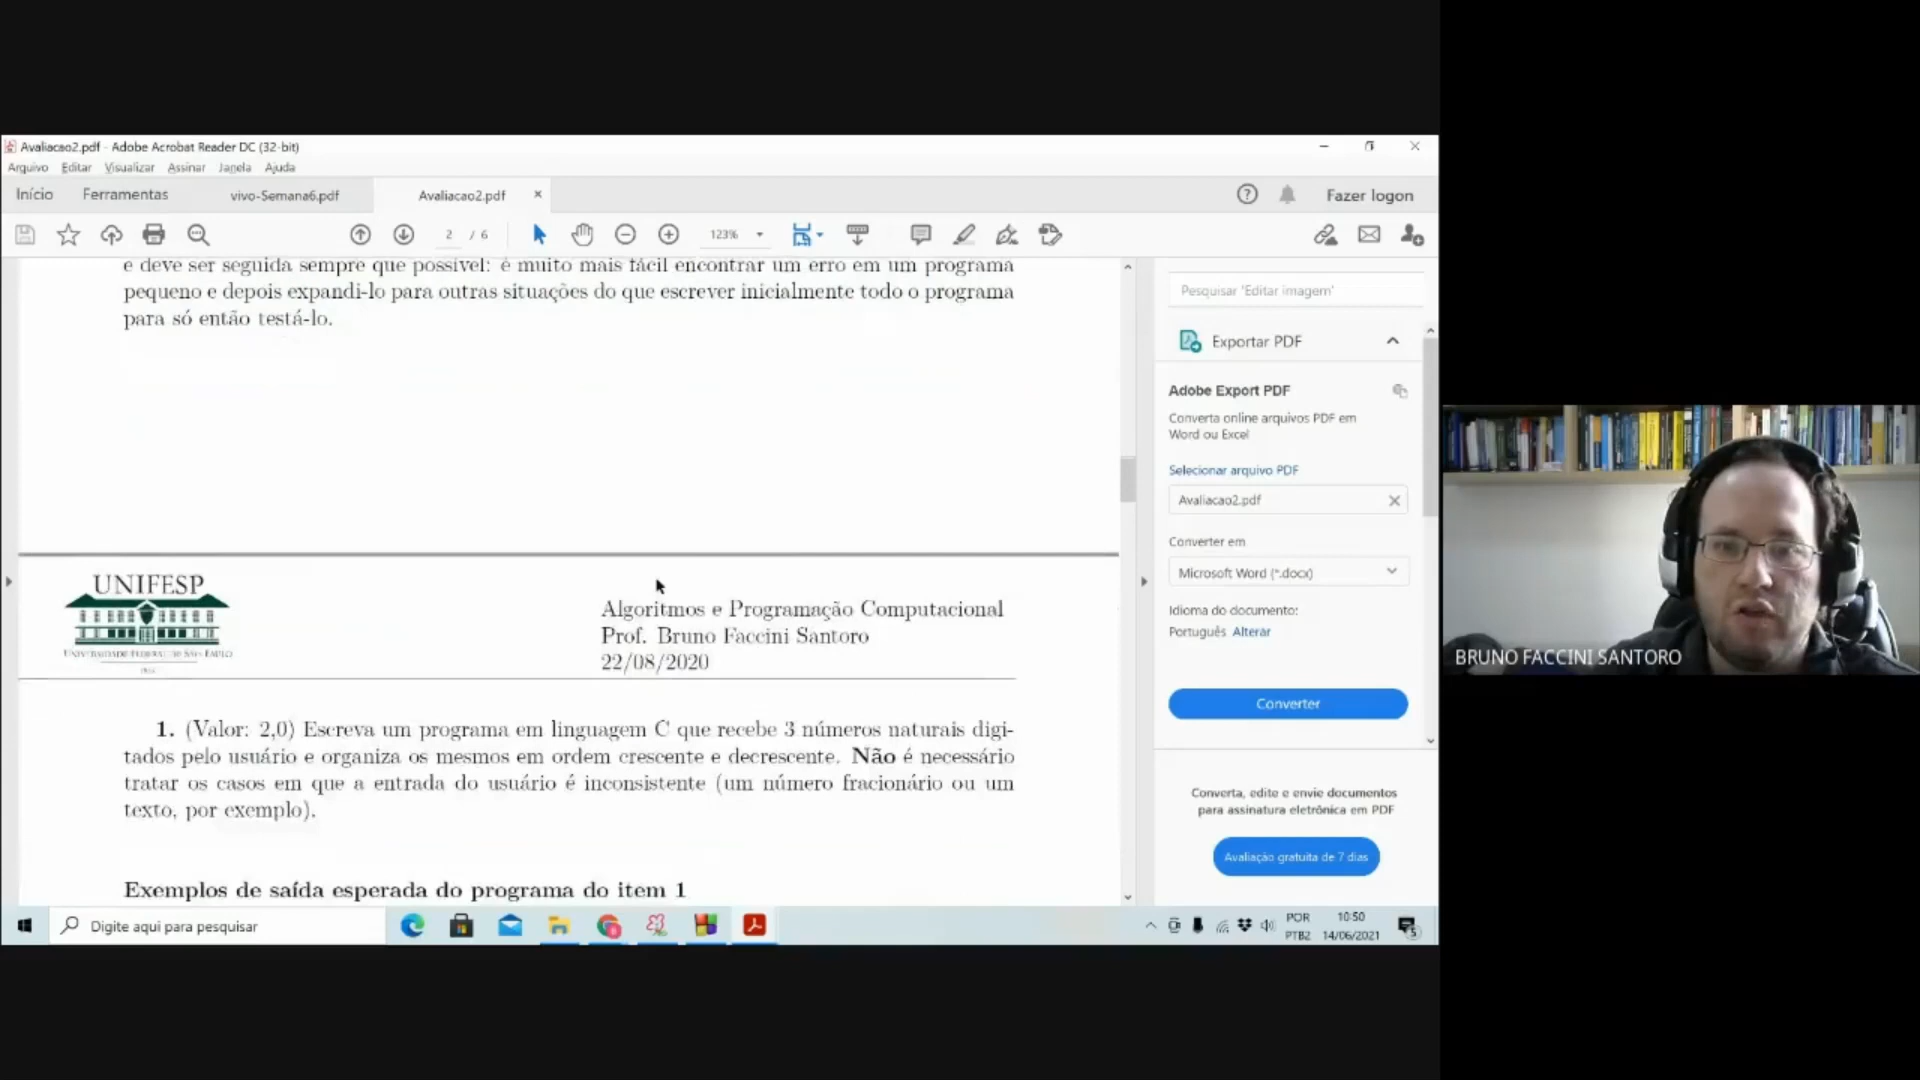 Avaliacao2.pdf - Adobe Acrobat Reader DC (32-bit)
Arquivo Editar Visualizar Assinar Janela Ajuda
Início Ferramentas vivo-Semana6.pdf Avaliacao2.pdf Fazer logon
2 / 6 123%
e deve ser seguida sempre que possível: é muito mais fácil encontrar um erro em um programa
pequeno e depois expandi-lo para outras situações do que escrever inicialmente todo o programa
para só então testá-lo.
UNIFESP
UNIVERSIDADE FEDERAL DE SÃO PAULO
Algoritmos e Programação Computacional
Prof. Bruno Faccini Santoro
22/08/2020
1. (Valor: 2,0) Escreva um programa em linguagem C que recebe 3 números naturais digi-
tados pelo usuário e organiza os mesmos em ordem crescente e decrescente. Não é necessário
tratar os casos em que a entrada do usuário é inconsistente (um número fracionário ou um
texto, por exemplo).
Exemplos de saída esperada do programa do item 1
Pesquisar 'Editar imagem'
Exportar PDF
Adobe Export PDF
Converta online arquivos PDF em
Word ou Excel
Selecionar arquivo PDF
Avaliacao2.pdf
Converter em
Microsoft Word (*.docx)
Idioma do documento:
Português Alterar
Converter
Converta, edite e envie documentos
para assinatura eletrônica em PDF
Avaliação gratuita de 7 dias
BRUNO FACCINI SANTORO
Digite aqui para pesquisar
POR
PTB2
10:50
14/06/2021
5